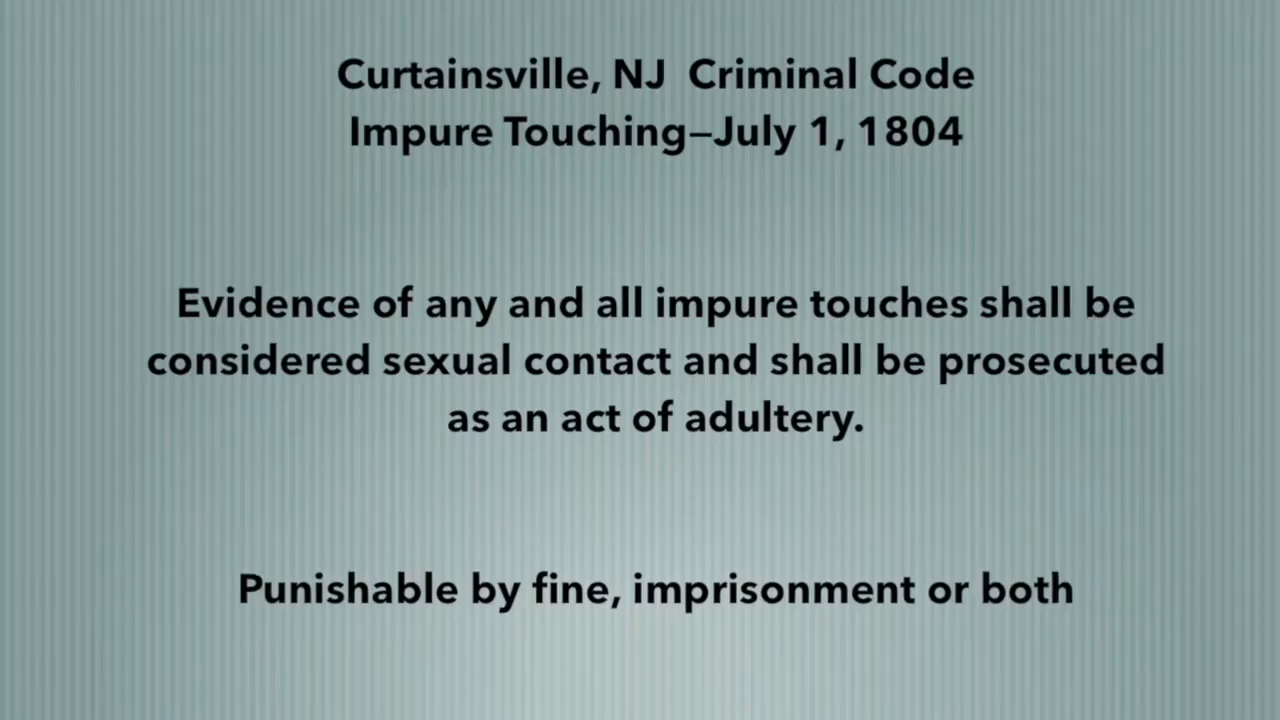 Curtainsville, NJ  Criminal Code
Impure Touching—July 1, 1804
Evidence of any and all impure touches shall be
considered sexual contact and shall be prosecuted
as an act of adultery.
Punishable by fine, imprisonment or both